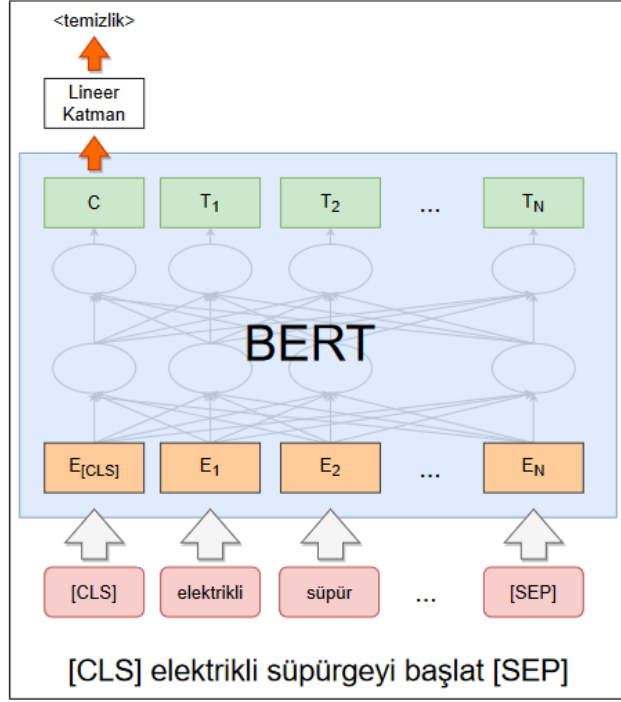 <temizlik>
Lineer
Katman
C T1 T2 ... TN
BERT
E[CLS] E1 E2 ... EN
[CLS] elektrikli süpür ... [SEP]
[CLS] elektrikli süpürgeyi başlat [SEP]